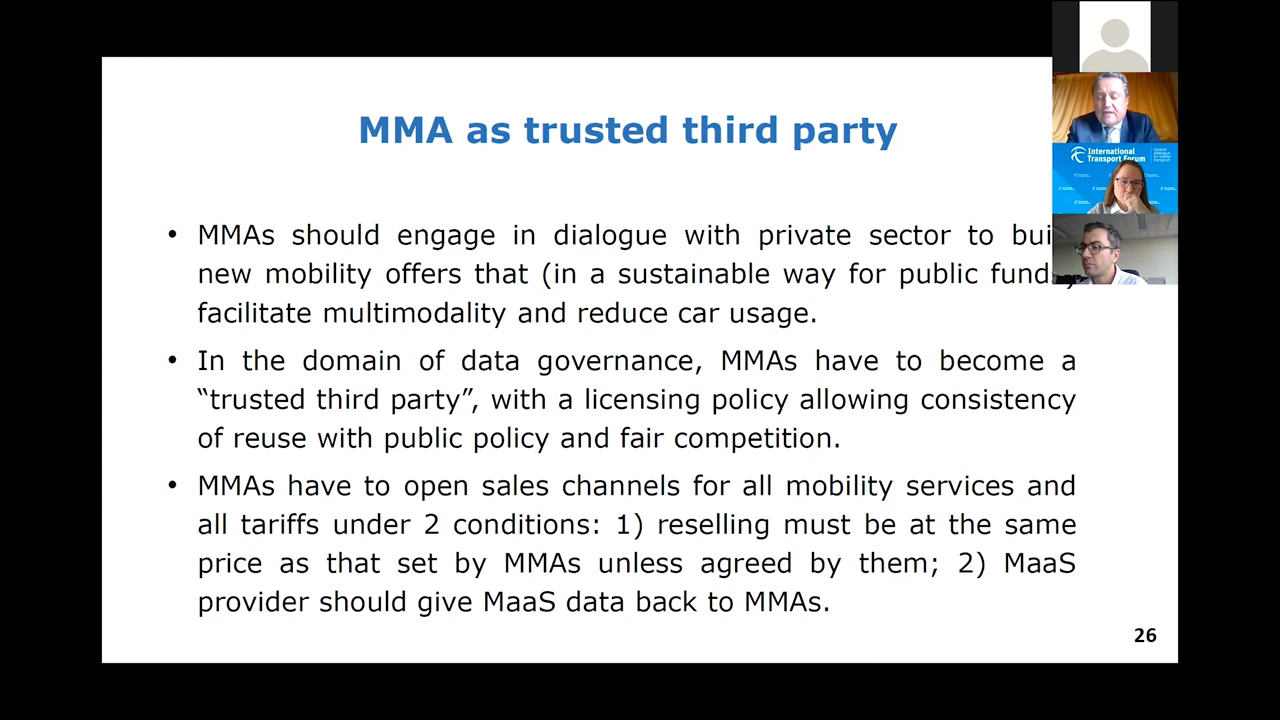 MMA as trusted third party
International
Transport Forum
• MMAs should engage in dialogue with private sector to
new mobility offers that (in a sustainable way for public
facilitate multimodality and reduce car usage.
• In the domain of data governance, MMAs have to become a
“trusted third party”, with a licensing policy allowing consistency
of reuse with public policy and fair competition.
• MMAs have to open sales channels for all mobility services and
all tariffs under 2 conditions: 1) reselling must be at the same
price as that set by MMAs unless agreed by them; 2) MaaS
provider should give MaaS data back to MMAs.
26